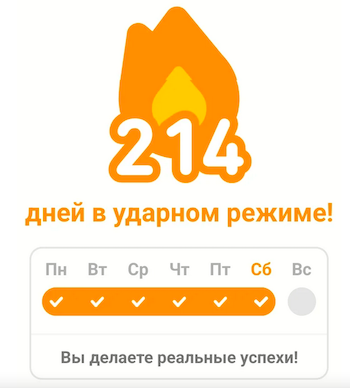 214
дней в ударном режиме!
Пн Вт Ср Чт Пт Сб Вс
Вы делаете реальные успехи!